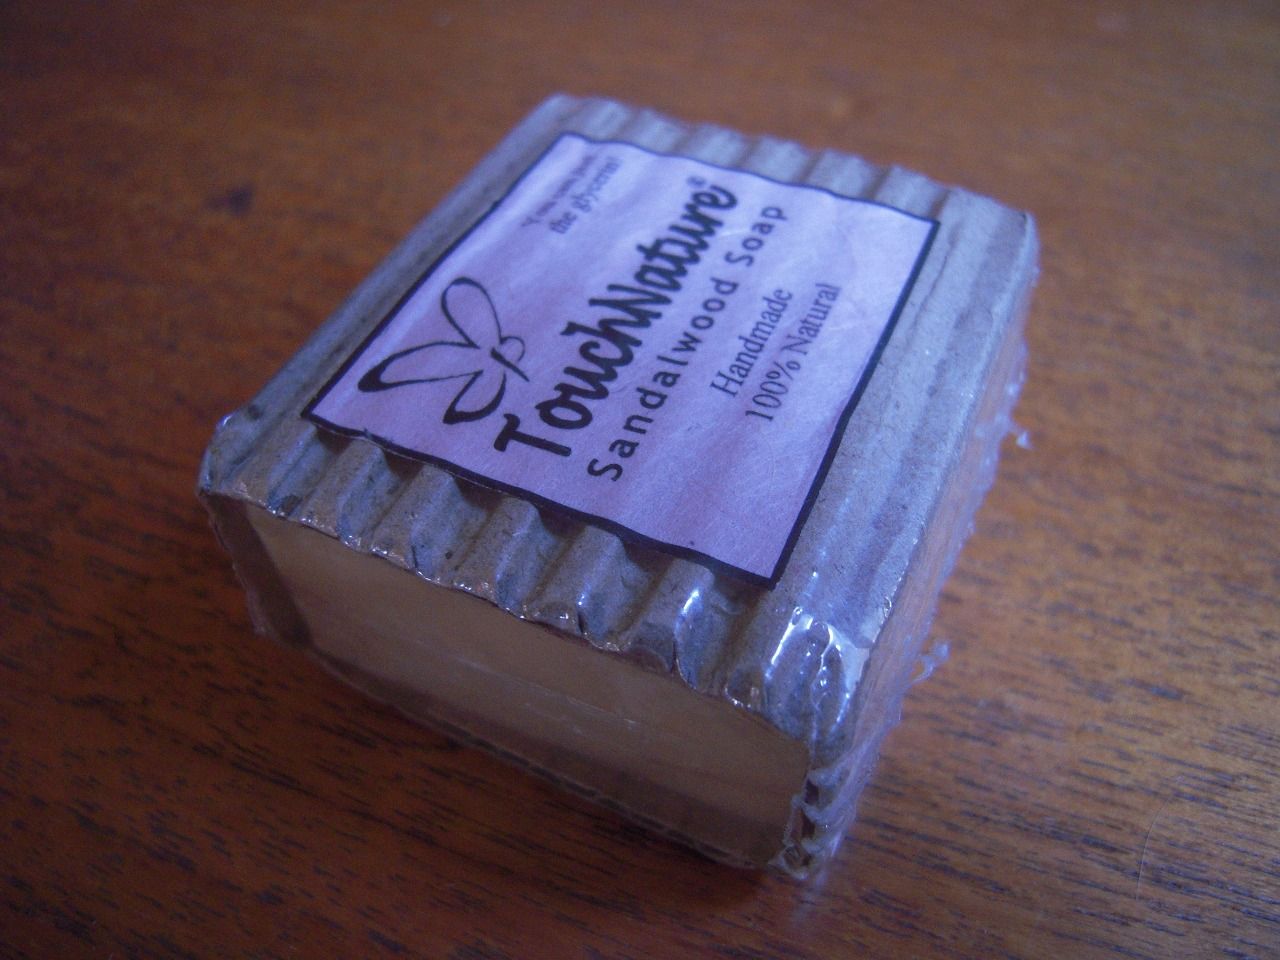 the glycerin!
TouchNature®
Sandalwood Soap
Handmade
100% Natural